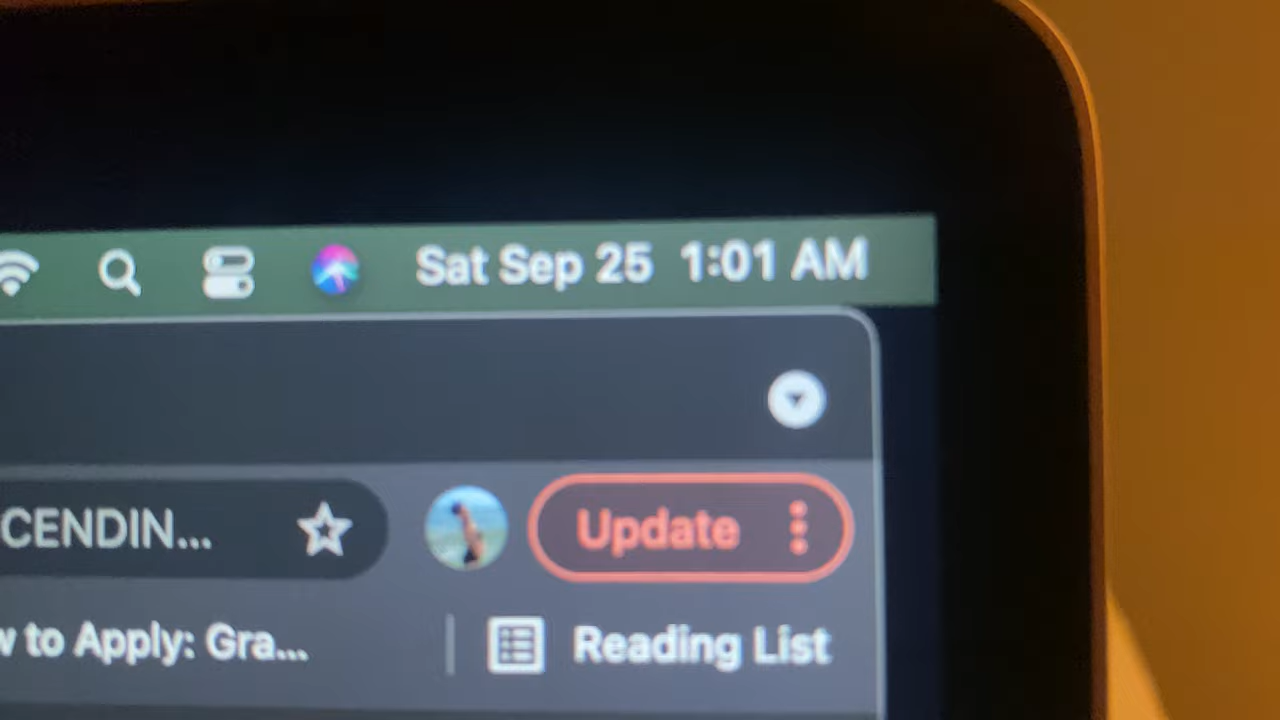 Sat Sep 25 1:01 AM
CENDIN...
Update
to Apply: Gra...
Reading List